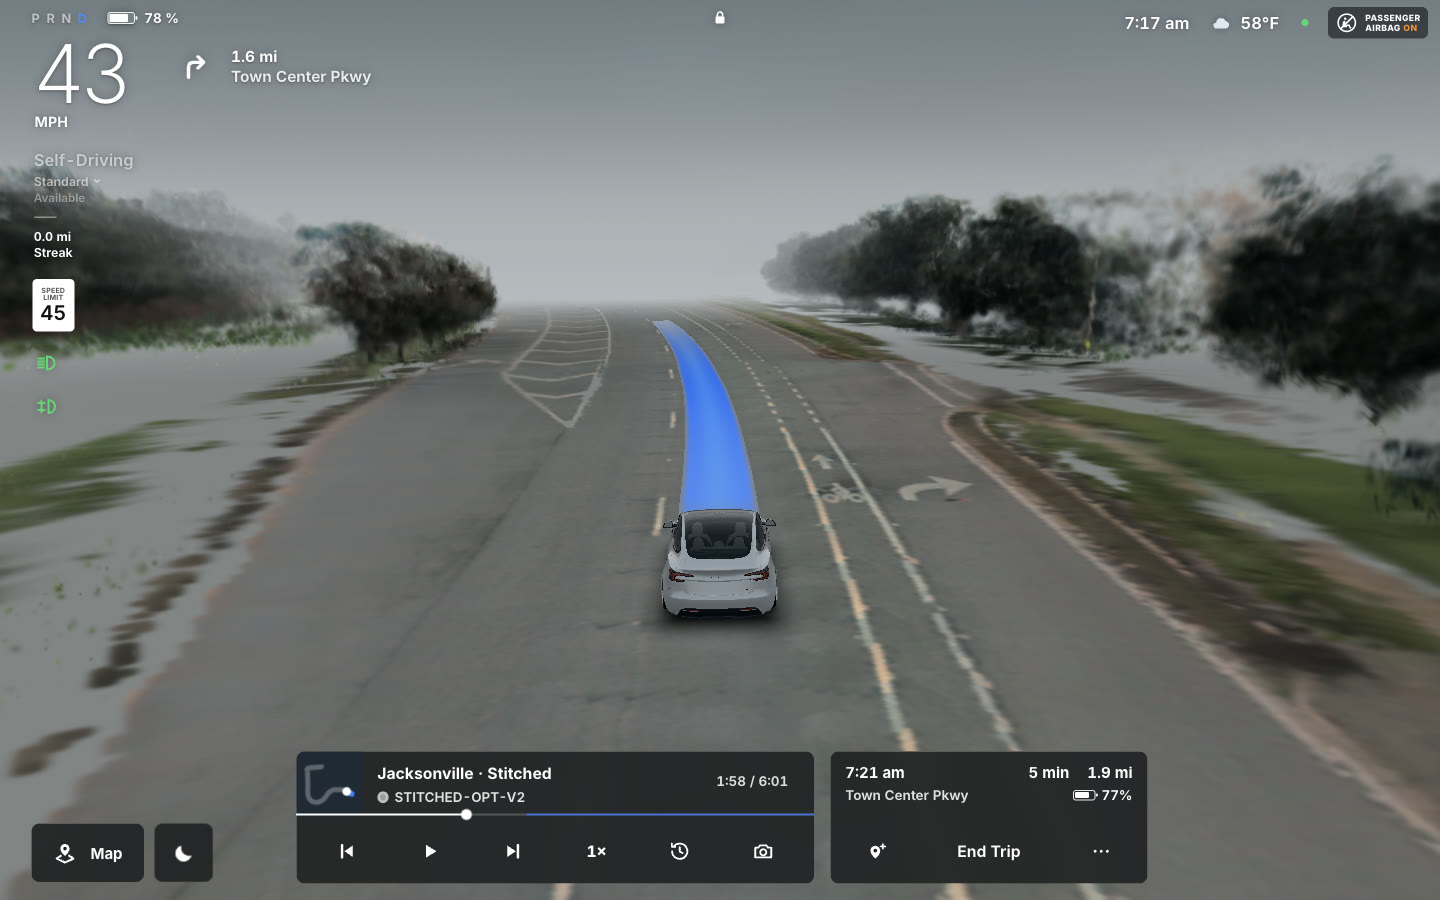 P R N D
78 %
7:17 am
58°F
PASSENGER
AIRBAG ON
43
MPH
1.6 mi
Town Center Pkwy
Self-Driving
Standard
Available
0.0 mi
Streak
SPEED
LIMIT
45
Jacksonville · Stitched
STITCHED-OPT-V2
1:58 / 6:01
1×
7:21 am
5 min
1.9 mi
Town Center Pkwy
77%
End Trip
Map